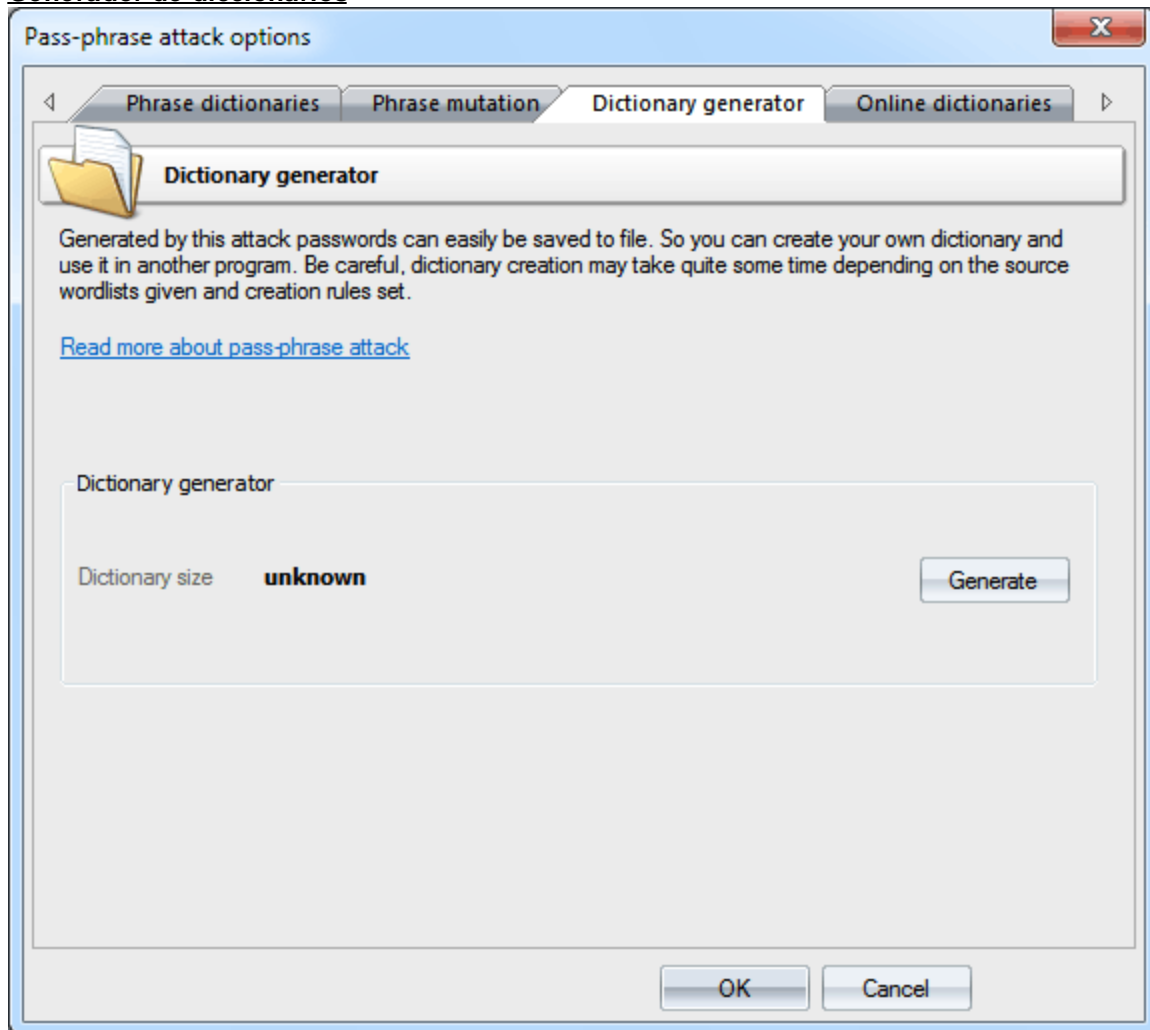 Generador de diccionarios
Pass-phrase attack options
Phrase dictionaries Phrase mutation Dictionary generator Online dictionaries
Dictionary generator
Generated by this attack passwords can easily be saved to file. So you can create your own dictionary and
use it in another program. Be careful, dictionary creation may take quite some time depending on the source
wordlists given and creation rules set.
Read more about pass-phrase attack
Dictionary generator
Dictionary size unknown Generate
OK Cancel